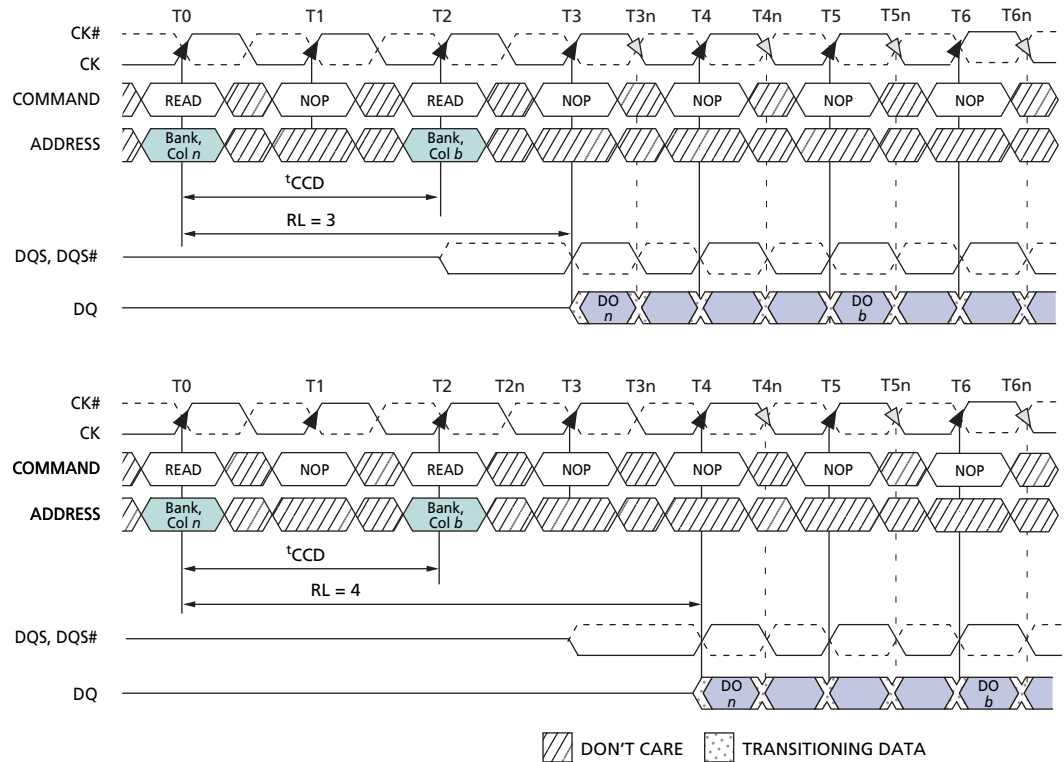 T0 T1 T2 T3 T3n T4 T4n T5 T5n T6 T6n
CK#
CK
COMMAND READ NOP READ NOP NOP NOP NOP
ADDRESS Bank, Col n Bank, Col b
tCCD
RL = 3
DQS, DQS#
DQ DO n DO b
T0 T1 T2 T2n T3 T3n T4 T4n T5 T5n T6 T6n
CK#
CK
COMMAND READ NOP READ NOP NOP NOP NOP
ADDRESS Bank, Col n Bank, Col b
tCCD
RL = 4
DQS, DQS#
DQ DO n DO b
DON'T CARE TRANSITIONING DATA